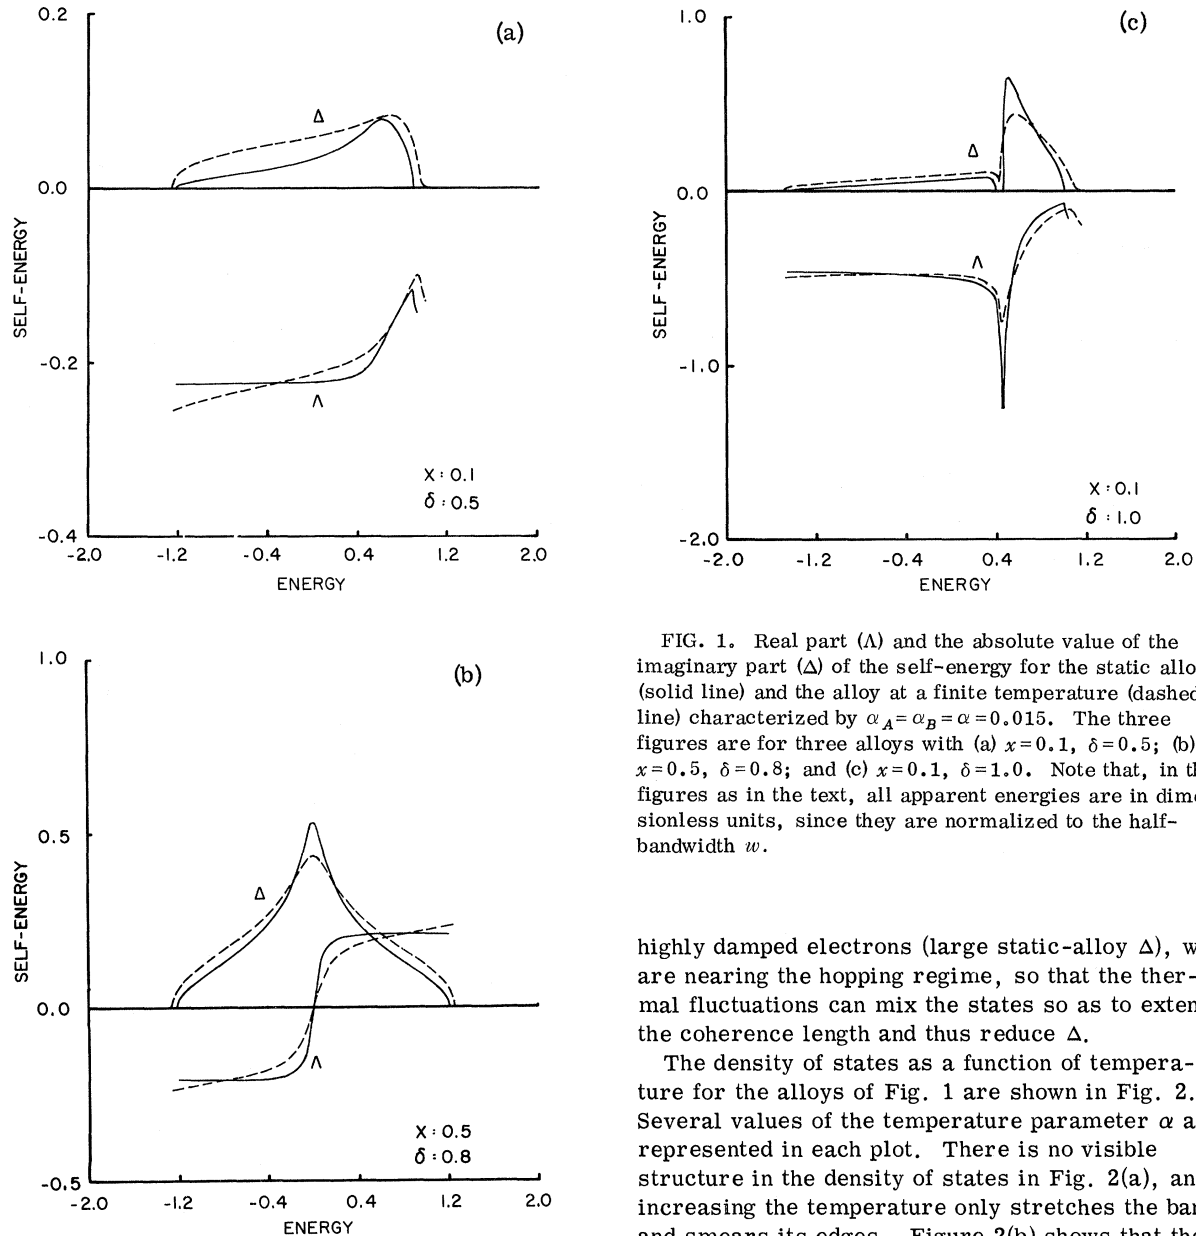 (a)
0.2
0.0
-0.2
-0.4
SELF-ENERGY
Δ
Λ
X : 0.1
δ : 0.5
-2.0 -1.2 -0.4 0.4 1.2 2.0
ENERGY
(b)
1.0
0.5
0.0
-0.5
SELF-ENERGY
Δ
Λ
X : 0.5
δ : 0.8
-2.0 -1.2 -0.4 0.4 1.2 2.0
ENERGY
(c)
1.0
0.0
-1.0
-2.0
SELF-ENERGY
Δ
Λ
X : 0.1
δ : 1.0
-2.0 -1.2 -0.4 0.4 1.2 2.0
ENERGY
FIG. 1. Real part (Λ) and the absolute value of the
imaginary part (Δ) of the self-energy for the static allo
(solid line) and the alloy at a finite temperature (dashed
line) characterized by α_A = α_B = α = 0.015. The three
figures are for three alloys with (a) x = 0.1, δ = 0.5; (b)
x = 0.5, δ = 0.8; and (c) x = 0.1, δ = 1.0. Note that, in th
figures as in the text, all apparent energies are in dime
sionless units, since they are normalized to the half-
bandwidth w.
highly damped electrons (large static-alloy Δ), w
are nearing the hopping regime, so that the ther-
mal fluctuations can mix the states so as to exten
the coherence length and thus reduce Δ.
The density of states as a function of tempera-
ture for the alloys of Fig. 1 are shown in Fig. 2.
Several values of the temperature parameter α a
represented in each plot. There is no visible
structure in the density of states in Fig. 2(a), an
increasing the temperature only stretches the ban
and smears its edges. Figure 2(b) shows that the